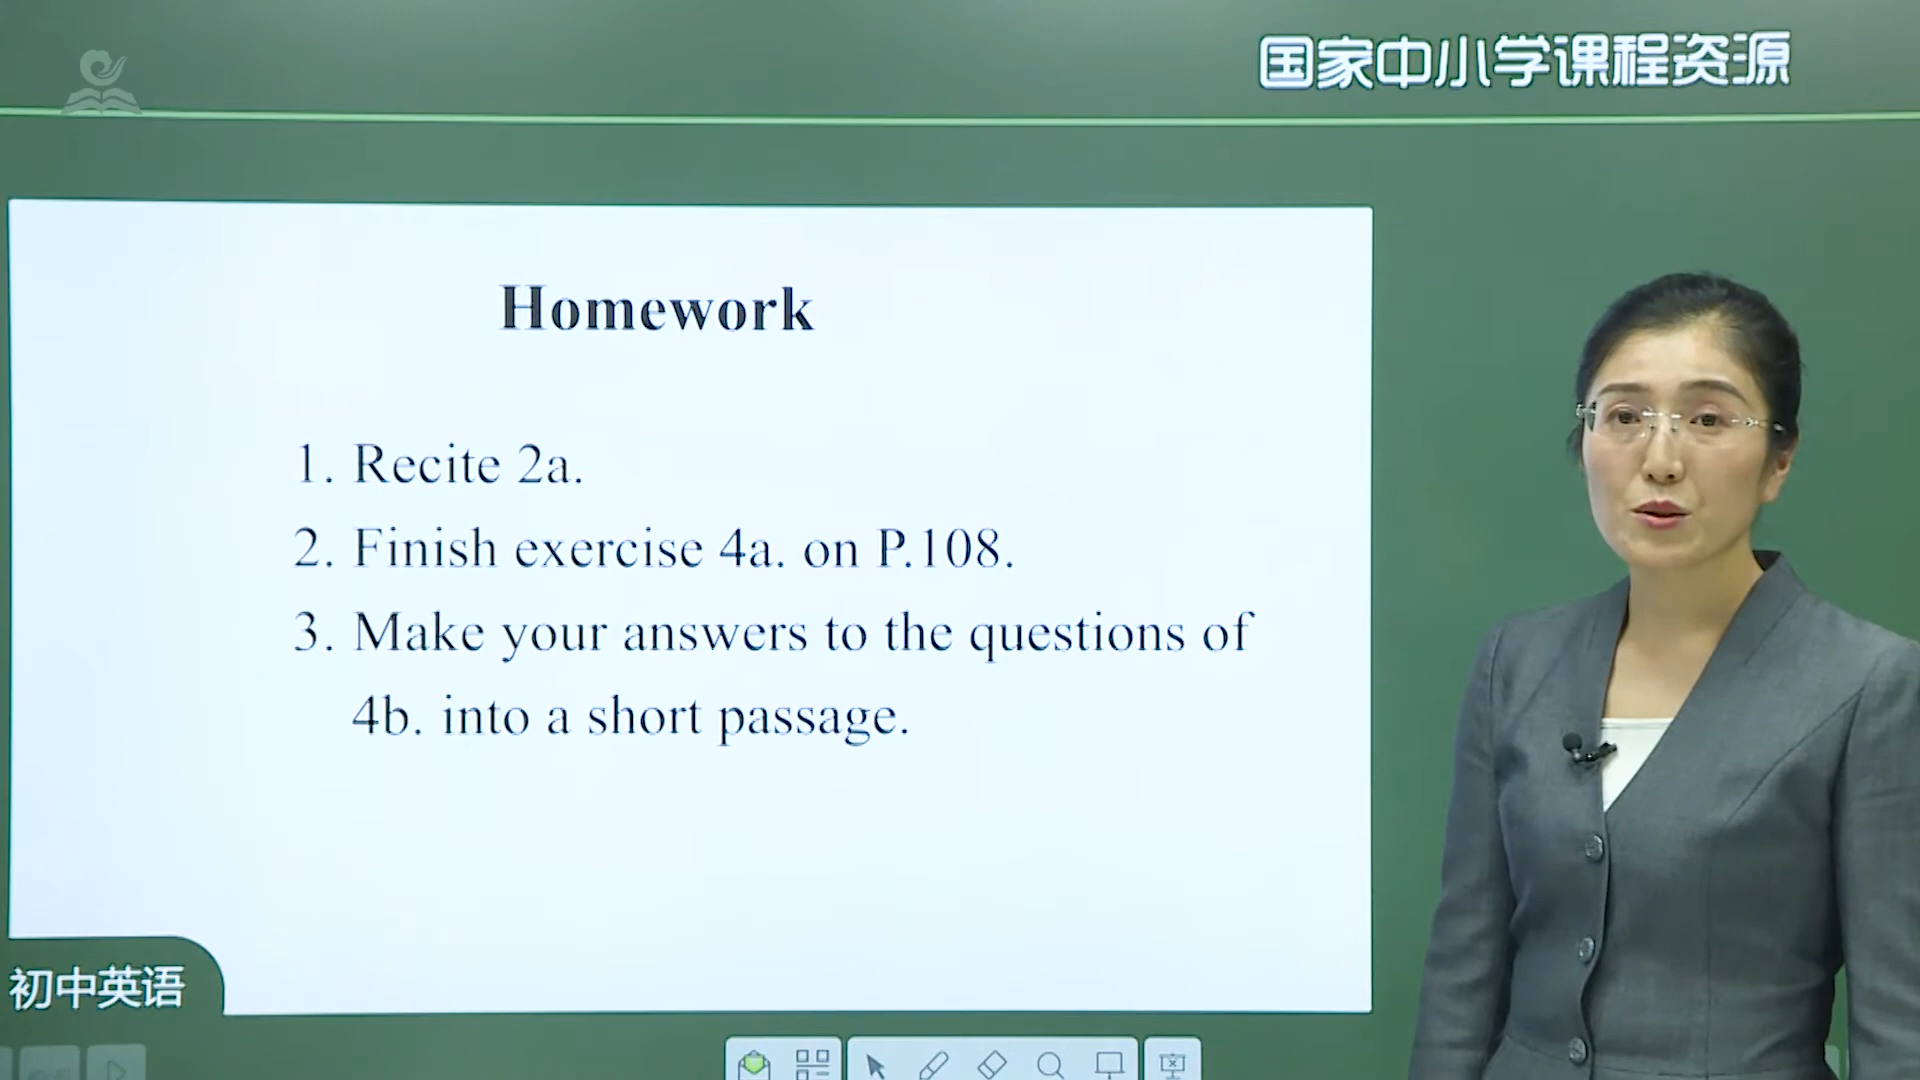 国家中小学课程资源
Homework
1. Recite 2a.
2. Finish exercise 4a. on P.108.
3. Make your answers to the questions of
4b. into a short passage.
初中英语